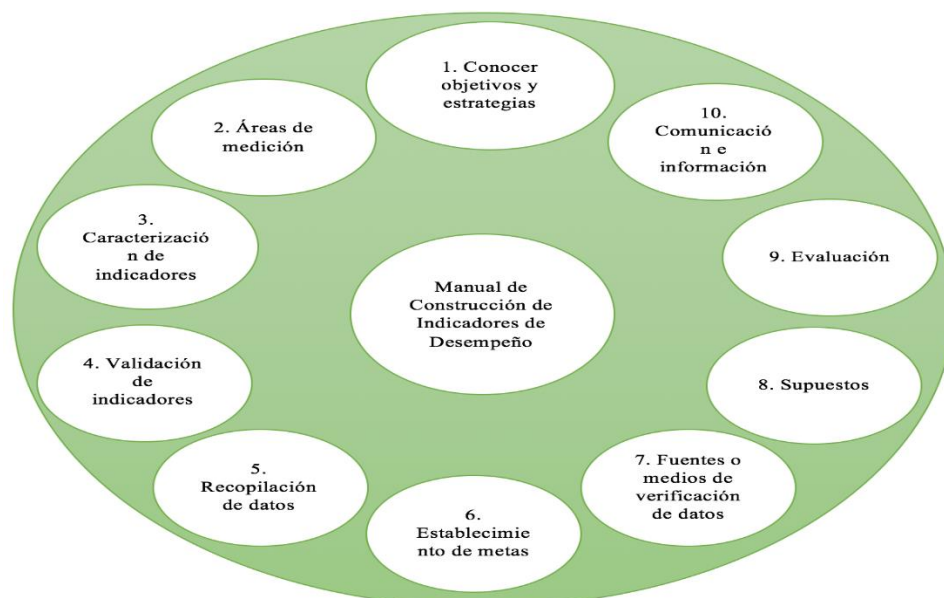 1. Conocer
objetivos y
estrategias
2. Áreas de
medición
3.
Caracterizació
n de
indicadores
4. Validación
de
indicadores
5.
Recopilación
de datos
6.
Establecimie
nto de metas
7. Fuentes o
medios de
verificación
de datos
8. Supuestos
9. Evaluación
10.
Comunicació
n e
información
Manual de
Construcción de
Indicadores de
Desempeño